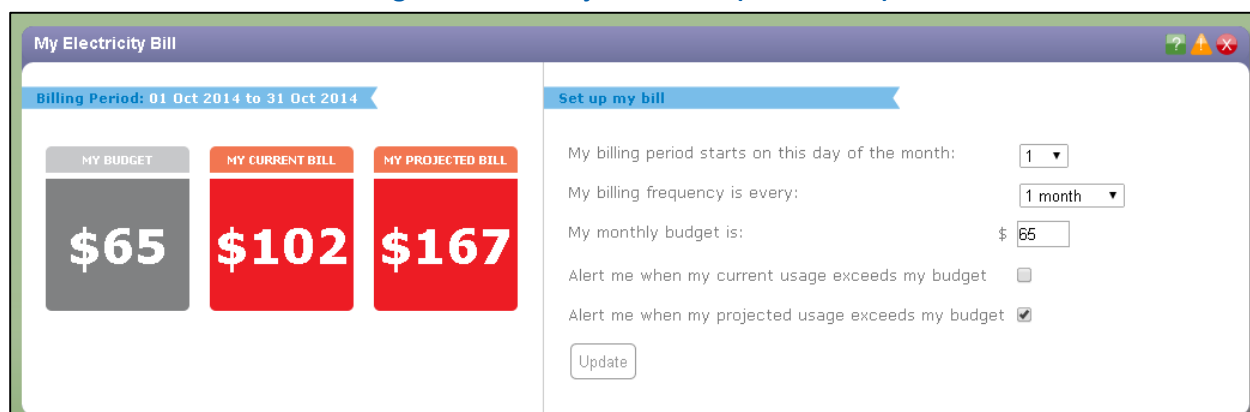 My Electricity Bill
Billing Period: 01 Oct 2014 to 31 Oct 2014
MY BUDGET
$65
MY CURRENT BILL
$102
MY PROJECTED BILL
$167
Set up my bill
My billing period starts on this day of the month: 1
My billing frequency is every: 1 month
My monthly budget is: $ 65
Alert me when my current usage exceeds my budget
Alert me when my projected usage exceeds my budget
Update